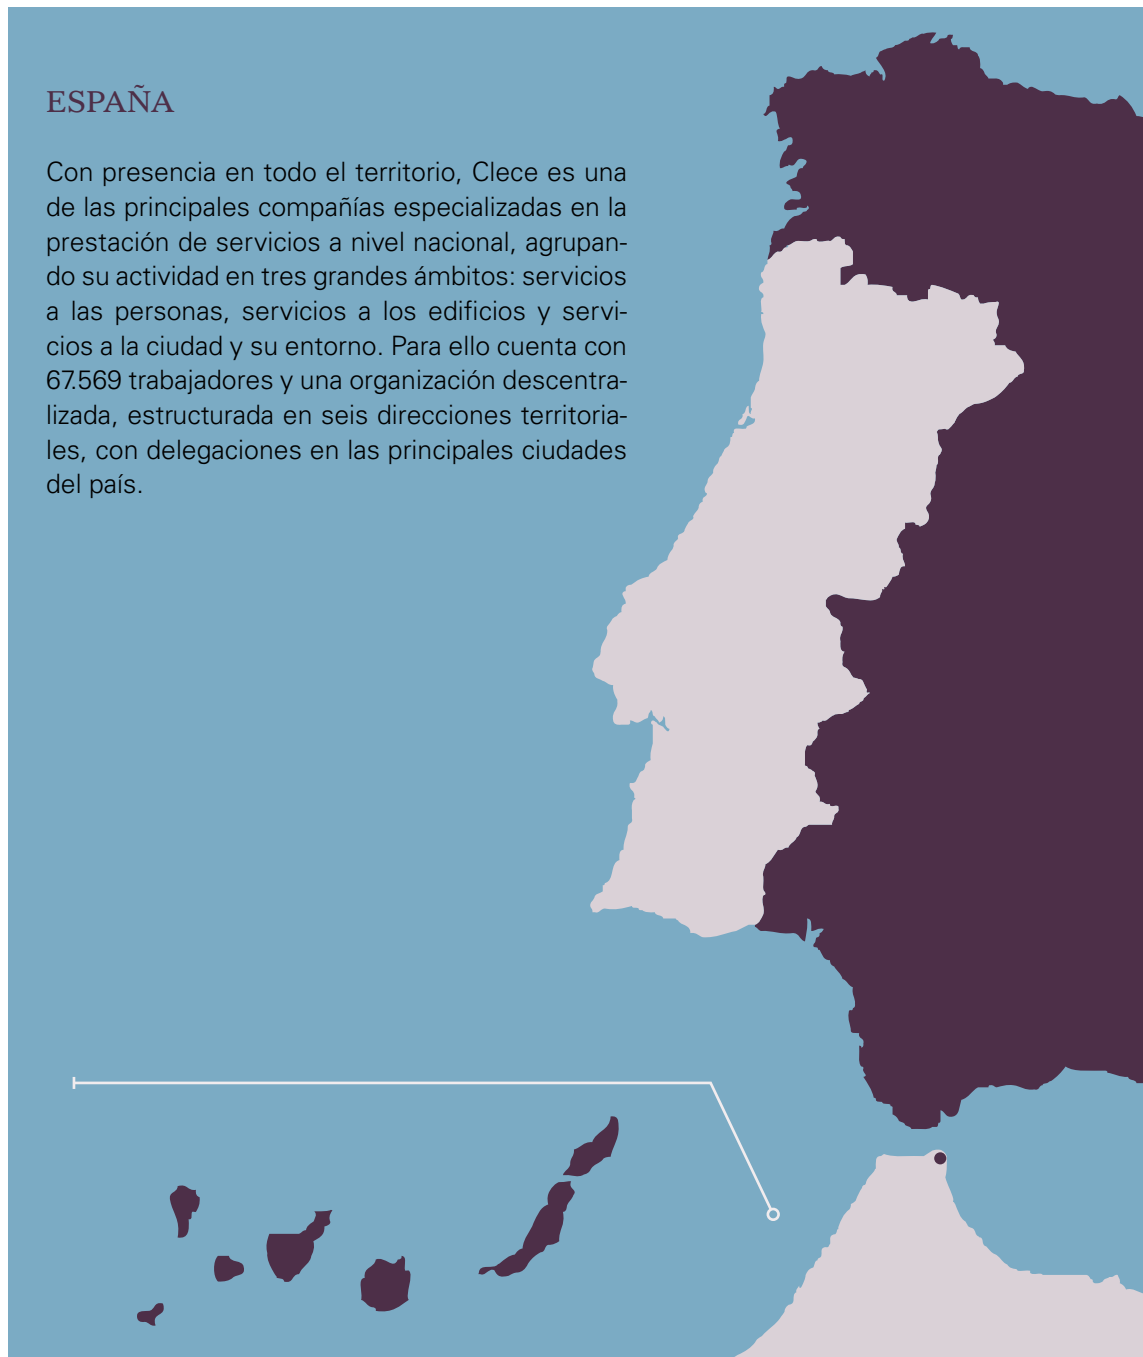 ESPAÑA
Con presencia en todo el territorio, Clece es una
de las principales compañías especializadas en la
prestación de servicios a nivel nacional, agrupan-
do su actividad en tres grandes ámbitos: servicios
a las personas, servicios a los edificios y servi-
cios a la ciudad y su entorno. Para ello cuenta con
67.569 trabajadores y una organización descentra-
lizada, estructurada en seis direcciones territoria-
les, con delegaciones en las principales ciudades
del país.